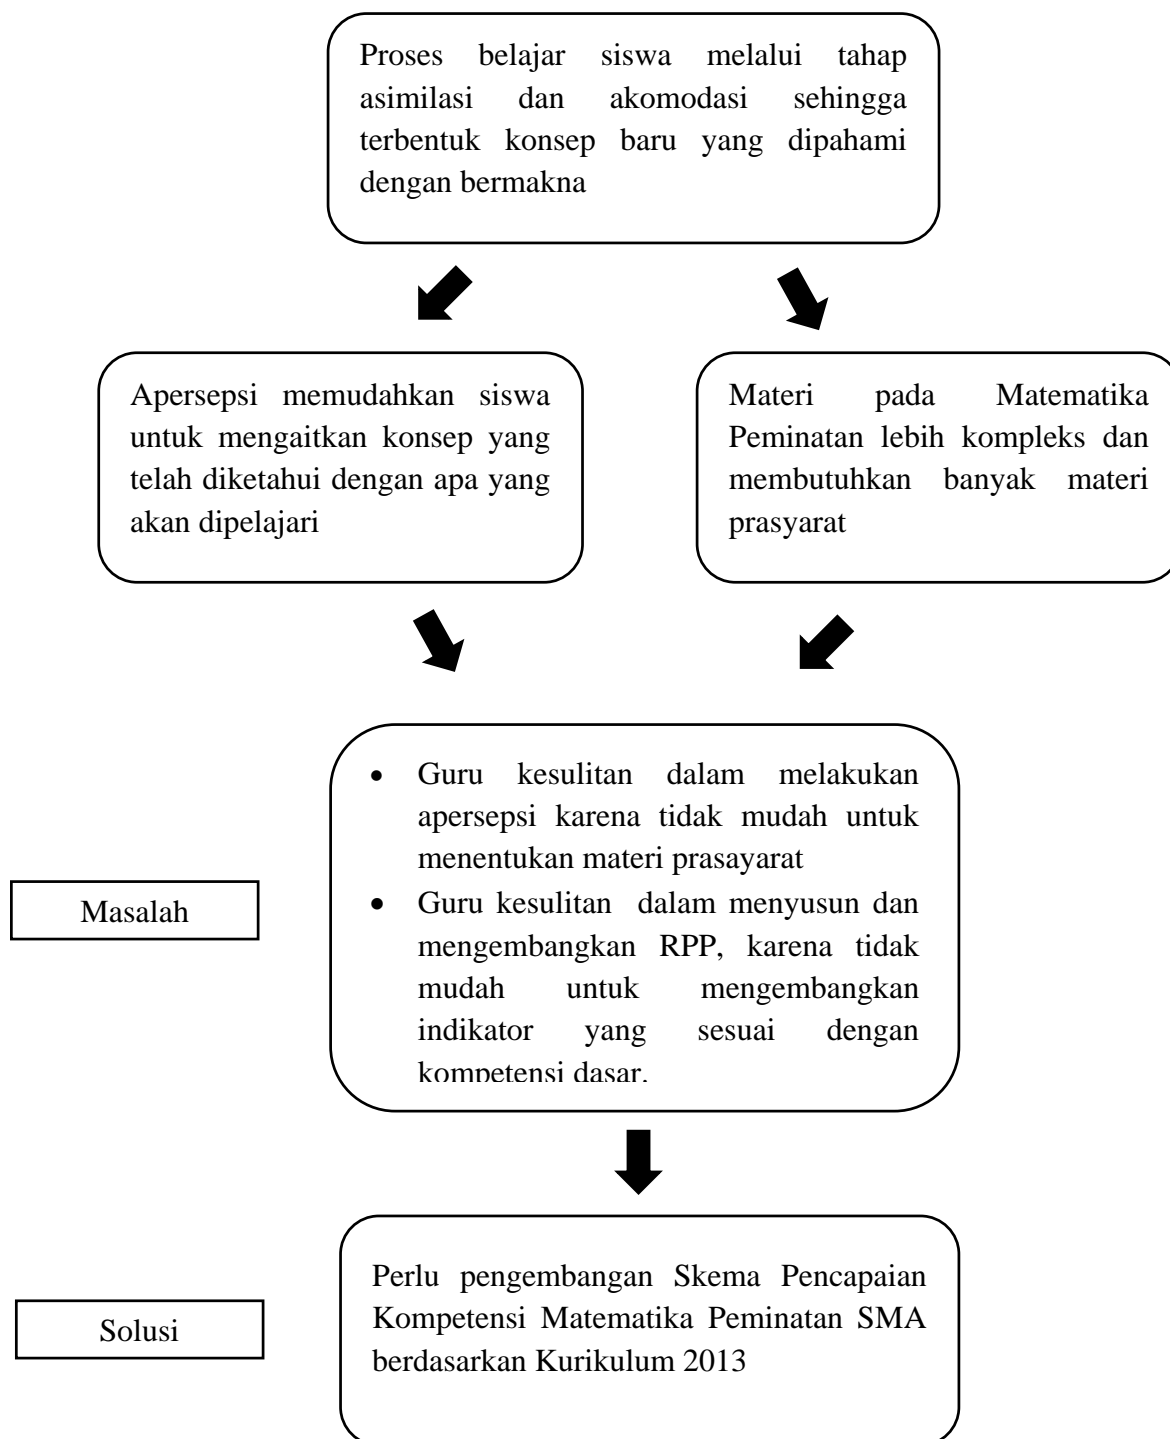 Proses belajar siswa melalui tahap
asimilasi dan akomodasi sehingga
terbentuk konsep baru yang dipahami
dengan bermakna
Apersepsi memudahkan siswa
untuk mengaitkan konsep yang
telah diketahui dengan apa yang
akan dipelajari
Materi pada Matematika
Peminatan lebih kompleks dan
membutuhkan banyak materi
prasyarat
Masalah
• Guru kesulitan dalam melakukan
apersepsi karena tidak mudah untuk
menentukan materi prasayarat
• Guru kesulitan dalam menyusun dan
mengembangkan RPP, karena tidak
mudah untuk mengembangkan
indikator yang sesuai dengan
kompetensi dasar.
Solusi
Perlu pengembangan Skema Pencapaian
Kompetensi Matematika Peminatan SMA
berdasarkan Kurikulum 2013